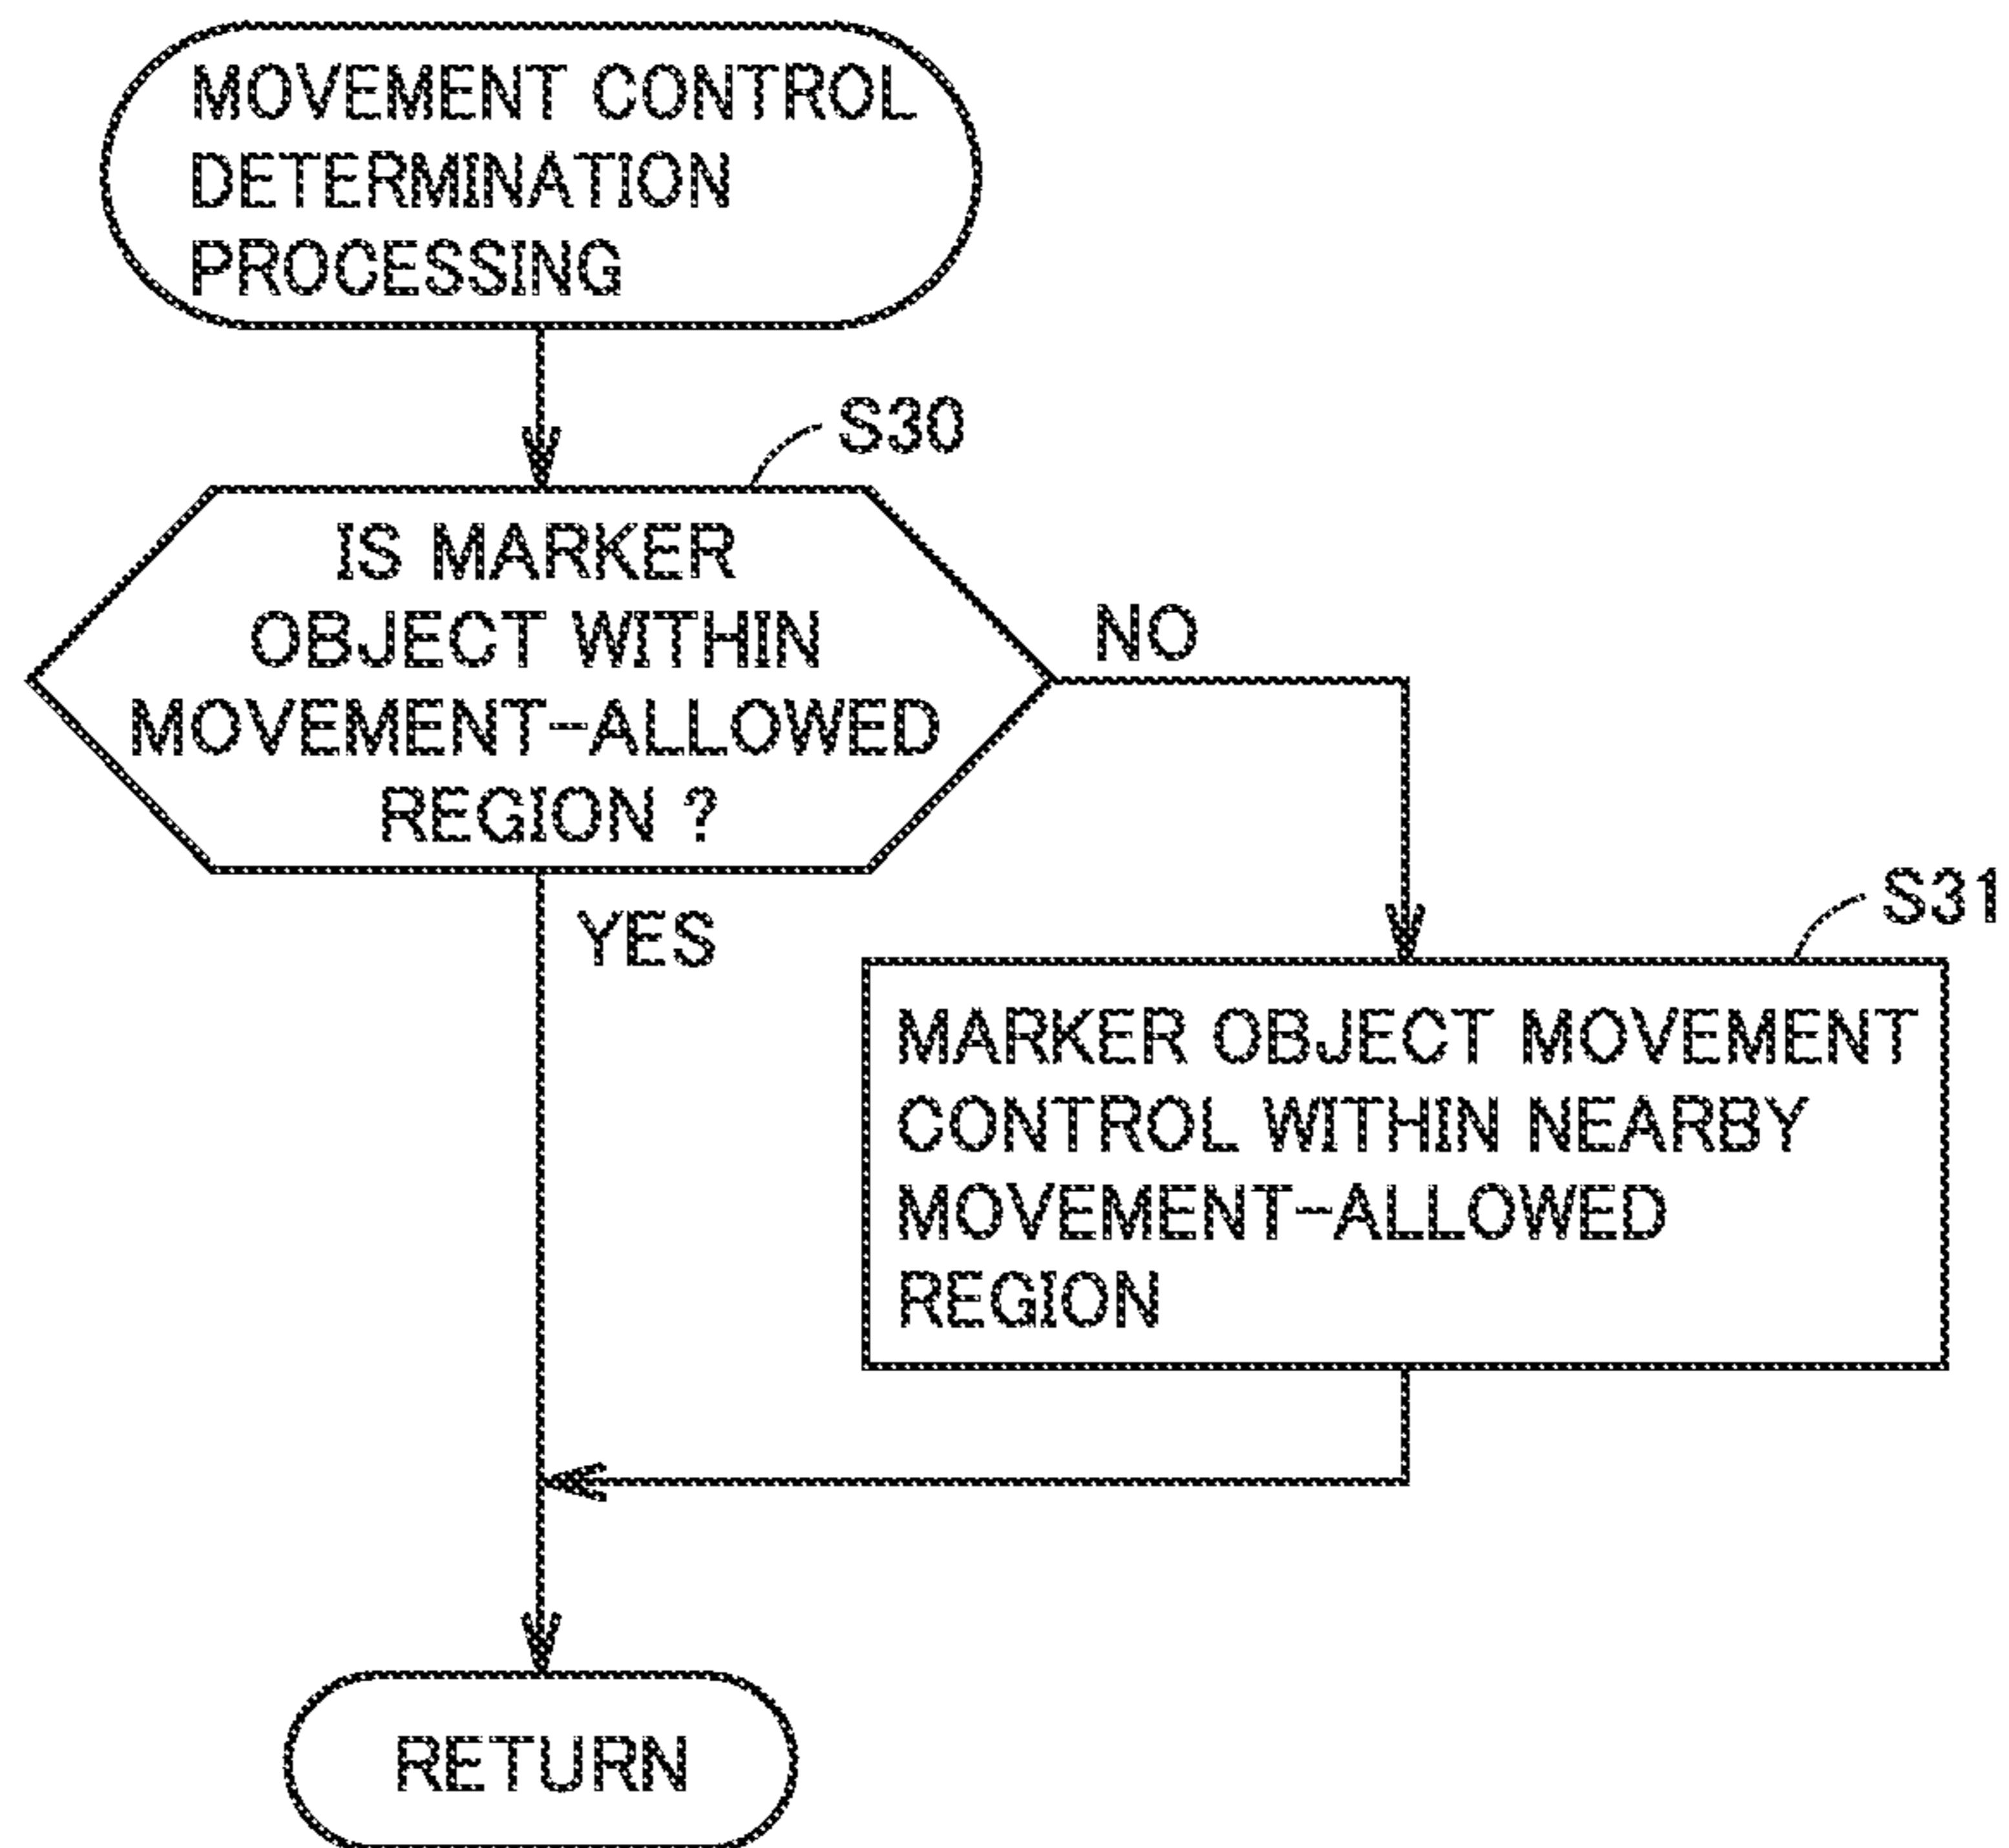 MOVEMENT CONTROL
DETERMINATION
PROCESSING
S30
IS MARKER
OBJECT WITHIN
MOVEMENT-ALLOWED
REGION ?
NO
YES
S31
MARKER OBJECT MOVEMENT
CONTROL WITHIN NEARBY
MOVEMENT-ALLOWED
REGION
RETURN